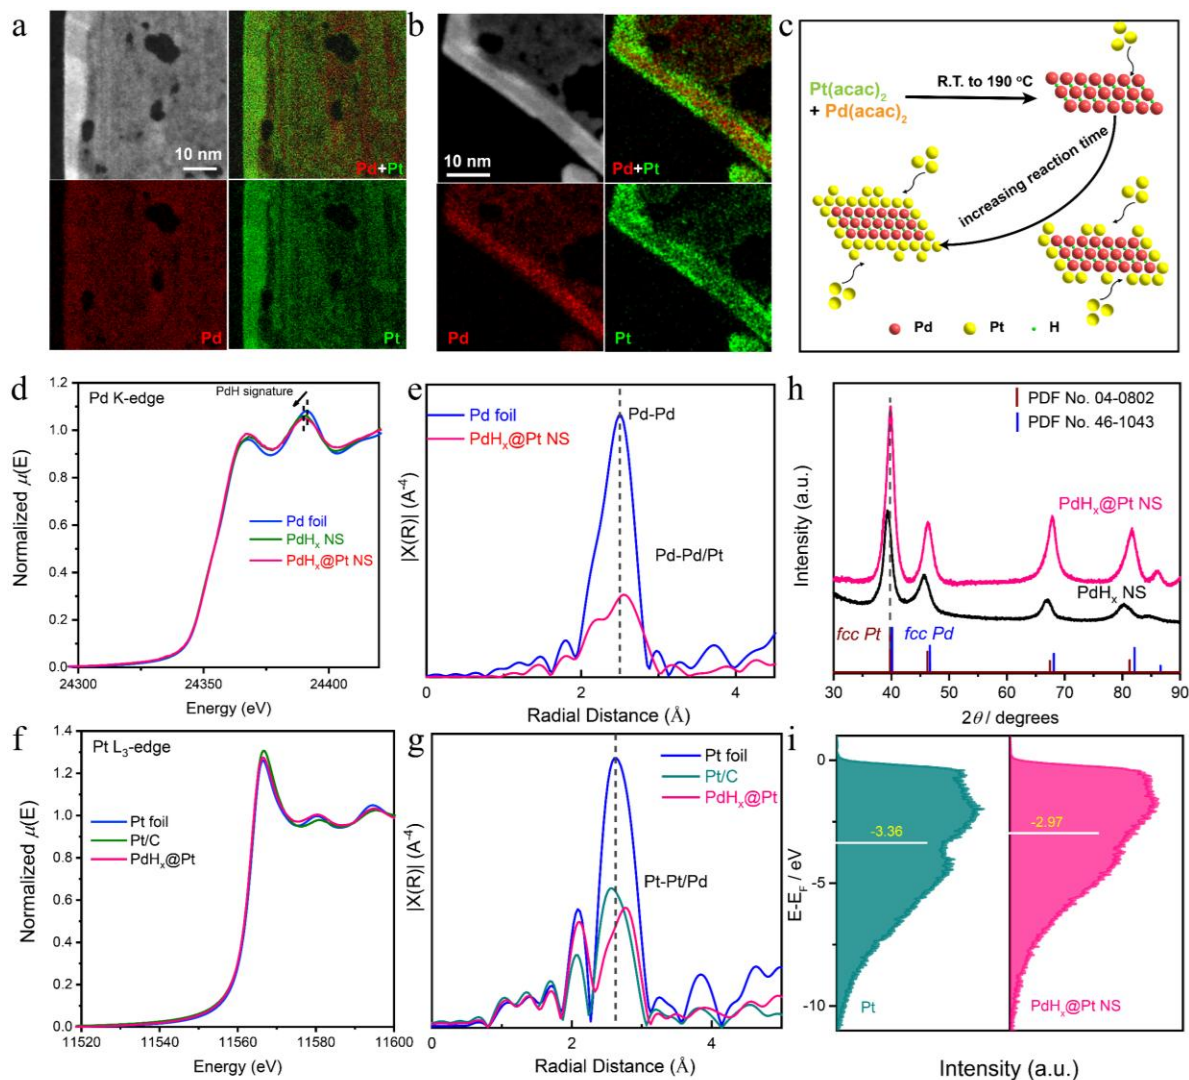 a
10 nm
Pd+Pt
Pd
Pt
b
10 nm
Pd+Pt
Pd
Pt
c
Pt(acac)2
+ Pd(acac)2
R.T. to 190 °C
increasing reaction time
Pd
Pt
H
d
Pd K-edge
PdH signature
Pd foil
PdHx NS
PdHx@Pt NS
Normalized μ(E)
1.2
1.0
0.8
0.6
0.4
0.2
0.0
24300
24350
24400
Energy (eV)
e
Pd foil
PdHx@Pt NS
Pd-Pd
Pd-Pd/Pt
|X(R)| (A-4)
0
2
4
Radial Distance (Å)
h
PDF No. 04-0802
PDF No. 46-1043
PdHx@Pt NS
PdHx NS
fcc Pt
fcc Pd
Intensity (a.u.)
30
40
50
60
70
80
90
2θ / degrees
f
Pt L3-edge
Pt foil
Pt/C
PdHx@Pt
Normalized μ(E)
1.4
1.2
1.0
0.8
0.6
0.4
0.2
0.0
11520
11540
11560
11580
11600
Energy (eV)
g
Pt foil
Pt/C
PdHx@Pt
Pt-Pt/Pd
|X(R)| (A-4)
0
2
4
Radial Distance (Å)
i
0
-5
-10
E-EF / eV
-3.36
-2.97
Pt
PdHx@Pt NS
Intensity (a.u.)